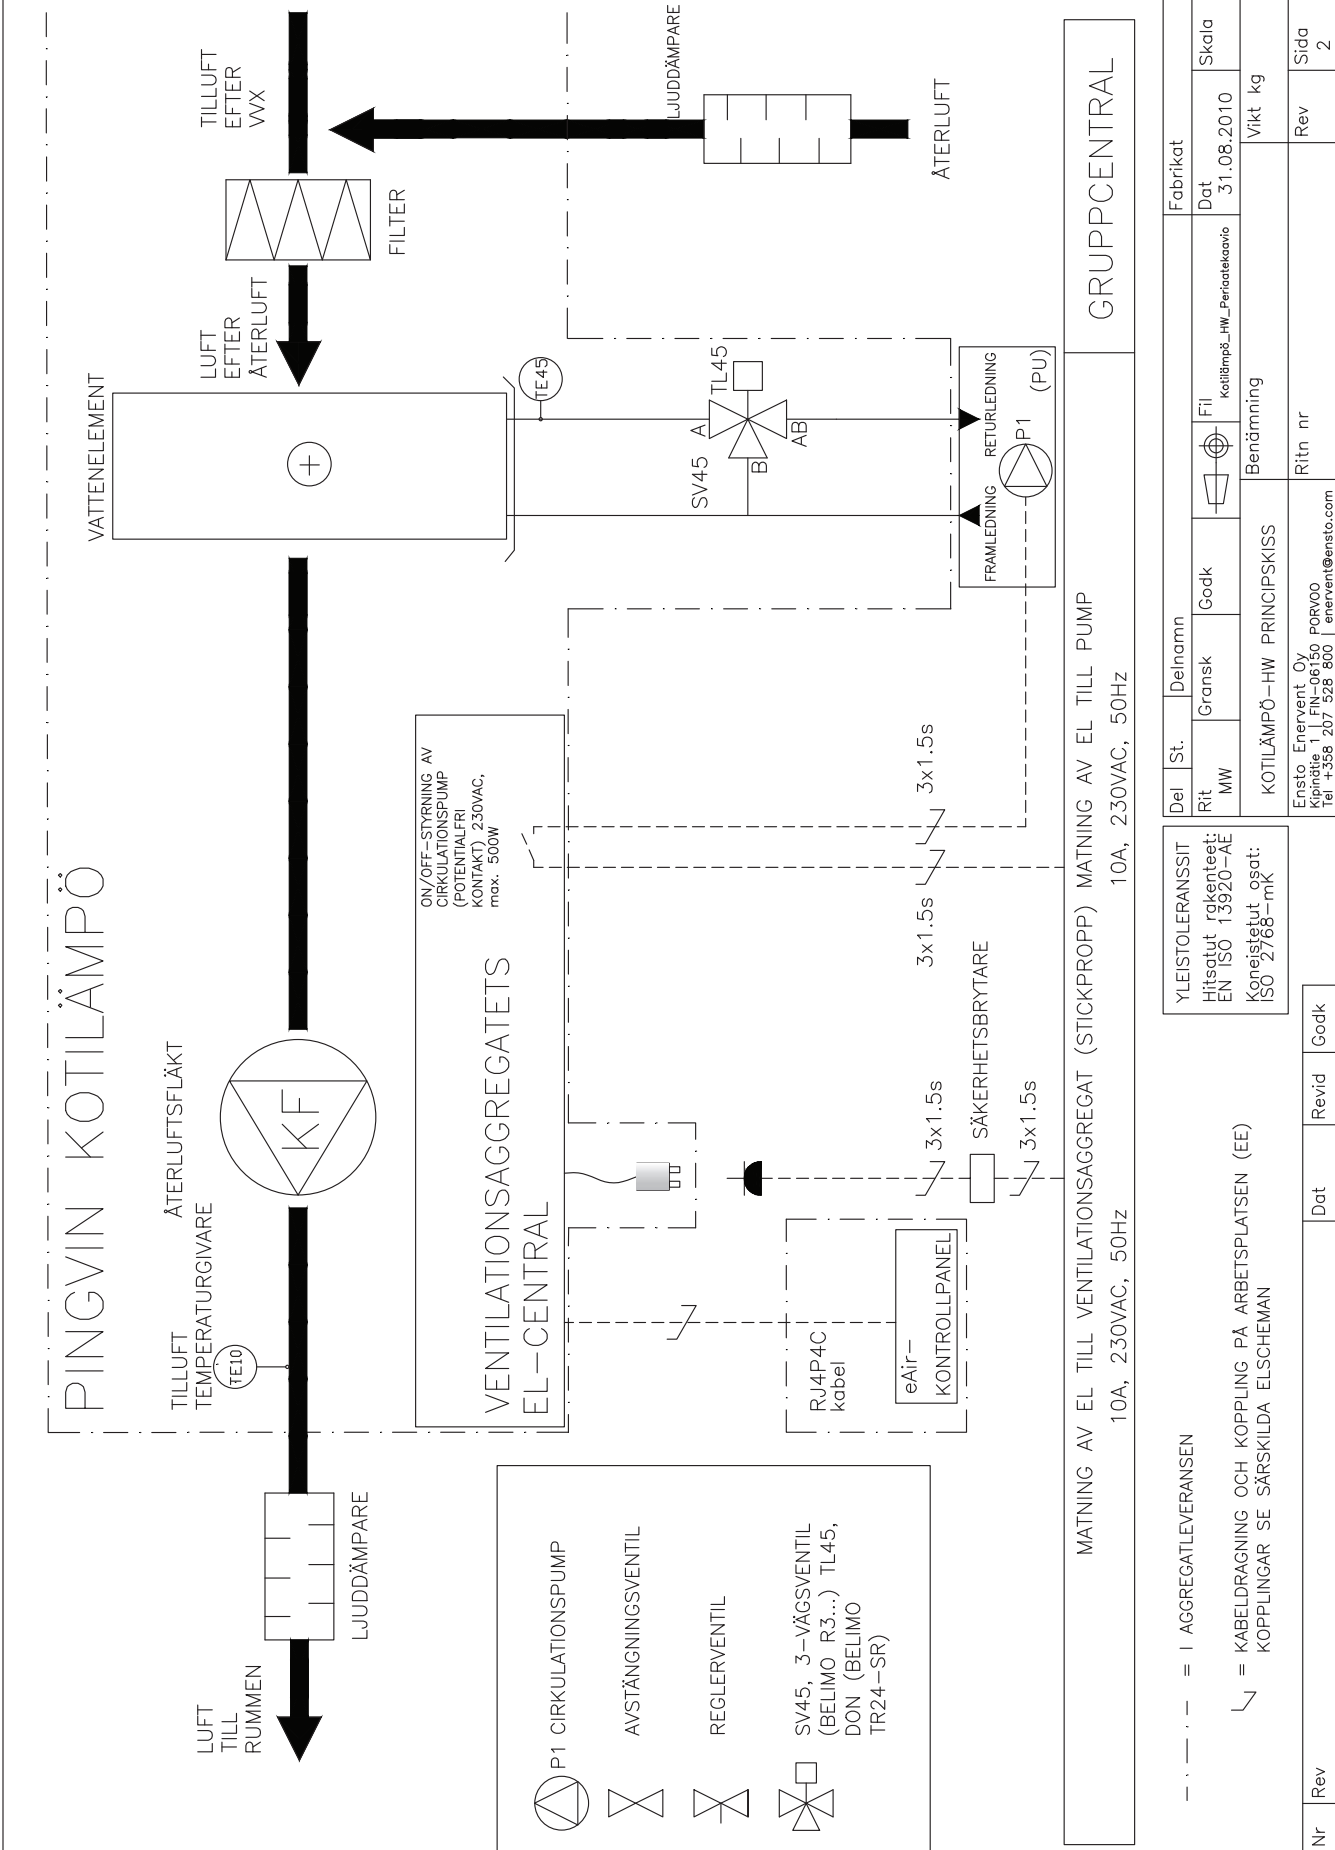 PINGVIN KOTILÄMPÖ
LUFT
TILL
RUMMEN
LJUDDÄMPARE
TILLUFT
TEMPERATURGIVARE
TE10
ÅTERLUFTSFLÄKT
KF
VATTENELEMENT
LUFT
EFTER
ÅTERLUFT
FILTER
TILLUFT
EFTER
VVX
LJUDDÄMPARE
ÅTERLUFT
TE45
TL45
A
SV45
B
AB
FRAMLEDNING
RETURLEDNING
P1
(PU)
VENTILATIONSAGGREGATETS
EL-CENTRAL
ON/OFF-STYRNING AV
CIRKULATIONSPUMP
(POTENTIALFRI
KONTAKT) 230VAC,
max. 500W
RJ4P4C
kabel
eAir-
KONTROLLPANEL
3x1.5s
SÄKERHETSBRYTARE
3x1.5s
3x1.5s
3x1.5s
P1 CIRKULATIONSPUMP
AVSTÄNGNINGSVENTIL
REGLERVENTIL
SV45, 3-VÄGSVENTIL
(BELIMO R3...) TL45,
DON (BELIMO
TR24-SR)
MATNING AV EL TILL VENTILATIONSAGGREGAT (STICKPROPP)
10A, 230VAC, 50Hz
MATNING AV EL TILL PUMP
10A, 230VAC, 50Hz
GRUPPCENTRAL
= I AGGREGATLEVERANSEN
= KABELDRAGNING OCH KOPPLING PÅ ARBETSPLATSEN (EE)
KOPPLINGAR SE SÄRSKILDA ELSCHEMAN
YLEISTOLERANSSIT
Hitsatut rakenteet:
EN ISO 13920-AE
Koneistetut osat:
ISO 2768-mK
Del
St.
Delnamn
Fabrikat
Rit
MW
Gransk
Godk
Fil
Kotilämpö_HW_Periaatekaavio
Dat
31.08.2010
Skala
KOTILÄMPÖ-HW PRINCIPSKISS
Benämning
Vikt kg
Ensto Enervent Oy
Kipinätie 1 | FIN-06150 PORVOO
Tel +358 207 528 800 | enervent@ensto.com
Ritn nr
Rev
Sida
2
Nr
Rev
Dat
Revid
Godk